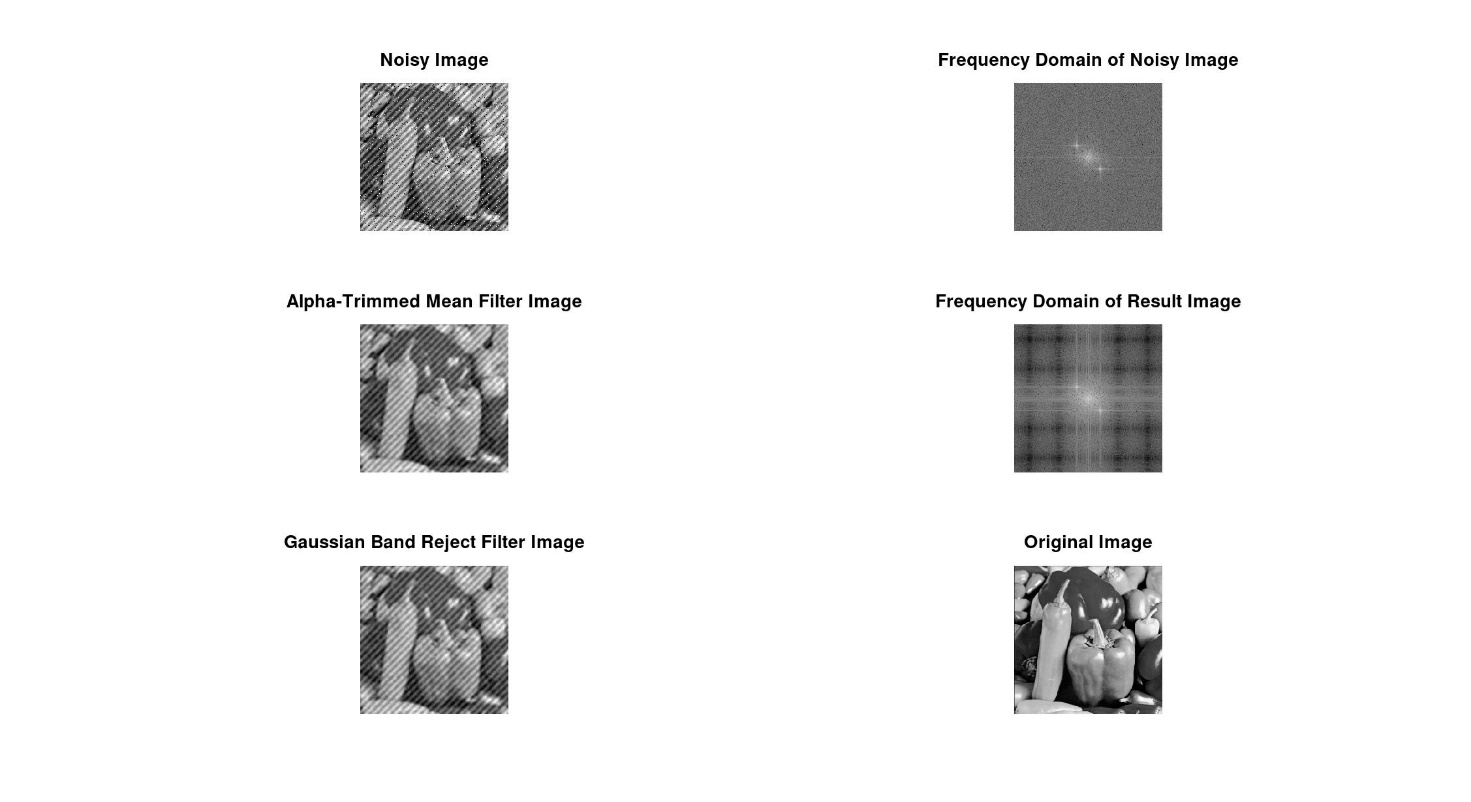 Noisy Image
Frequency Domain of Noisy Image
Alpha-Trimmed Mean Filter Image
Frequency Domain of Result Image
Gaussian Band Reject Filter Image
Original Image